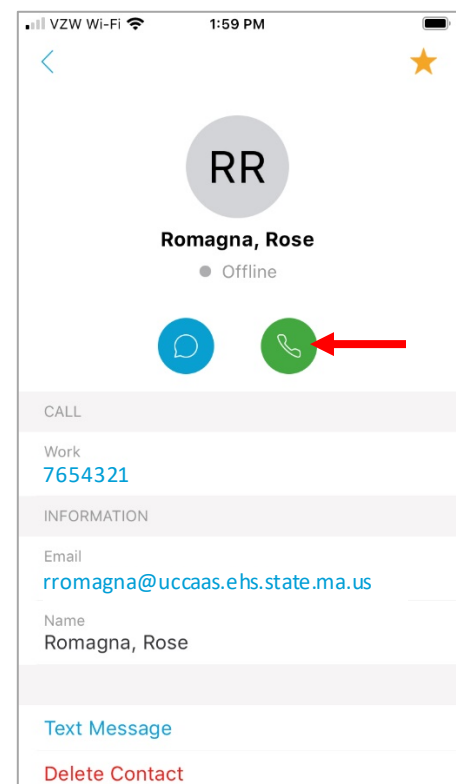 VZW Wi-Fi 1:59 PM
RR
Romagna, Rose
Offline
CALL
Work
7654321
INFORMATION
Email
rromagna@uccaas.ehs.state.ma.us
Name
Romagna, Rose
Text Message
Delete Contact